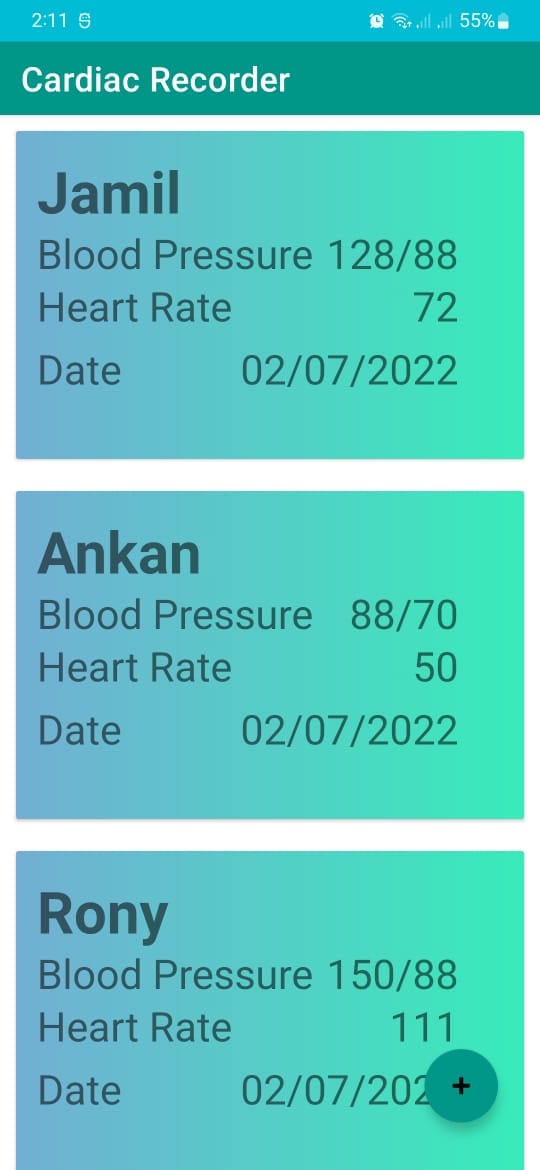 2:11 55%
Cardiac Recorder
Jamil
Blood Pressure 128/88
Heart Rate 72
Date 02/07/2022
Ankan
Blood Pressure 88/70
Heart Rate 50
Date 02/07/2022
Rony
Blood Pressure 150/88
Heart Rate 111
Date 02/07/202
+